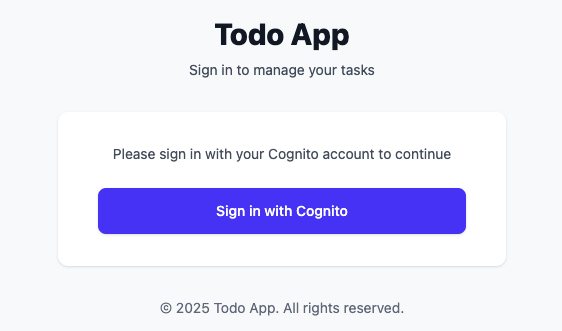 Todo App
Sign in to manage your tasks
Please sign in with your Cognito account to continue
Sign in with Cognito
© 2025 Todo App. All rights reserved.